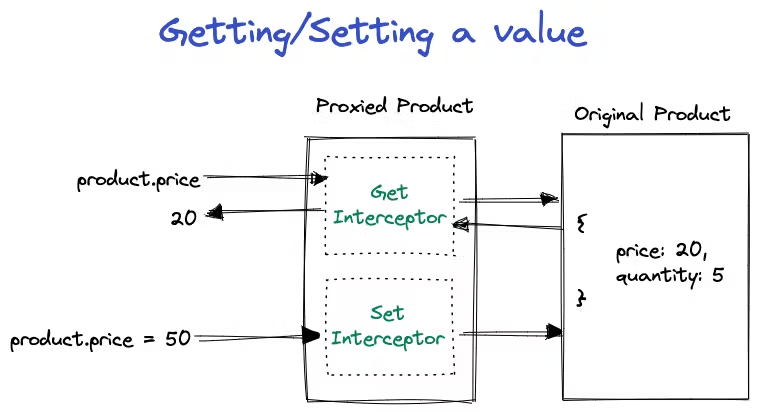 Getting/Setting a value
Proxied Product
Original Product
product.price
20
Get
Interceptor
{
price: 20,
quantity: 5
}
product.price = 50
Set
Interceptor